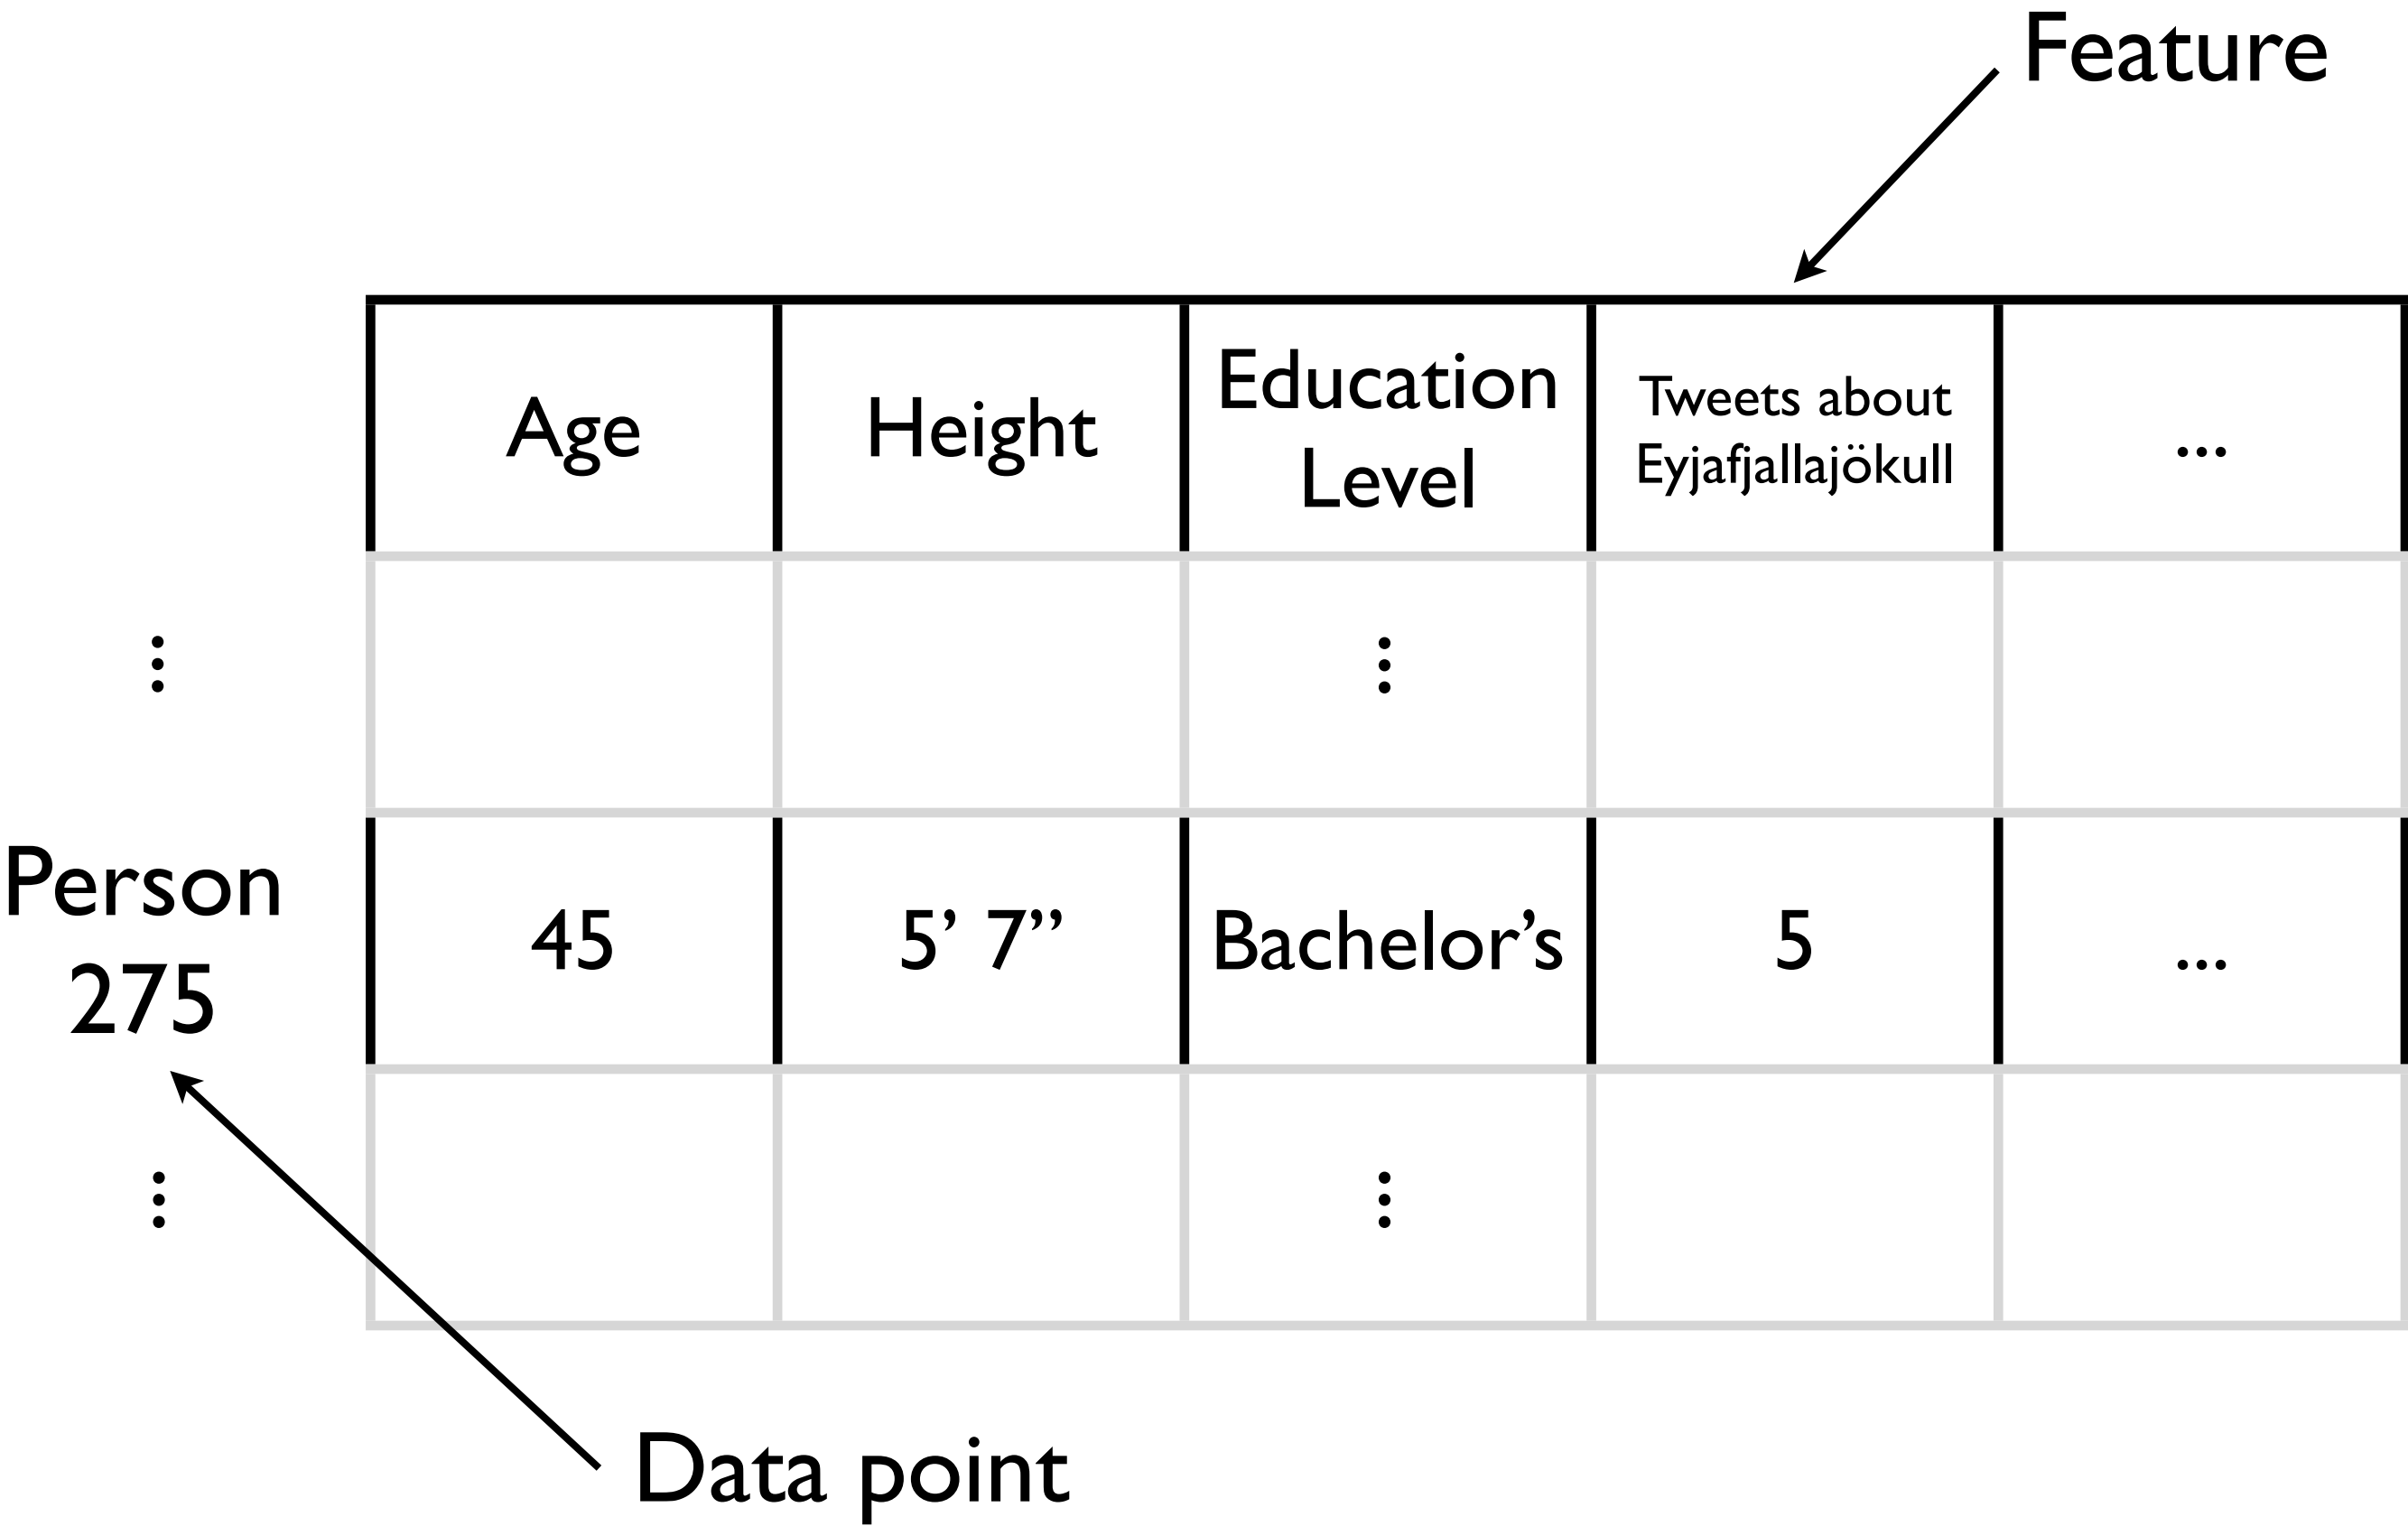 Feature
Age
Height
Education
Level
Tweets about
Eyjafjallajökull
...
⋮
⋮
Person
275
45
5’ 7’’
Bachelor’s
5
...
⋮
⋮
Data point